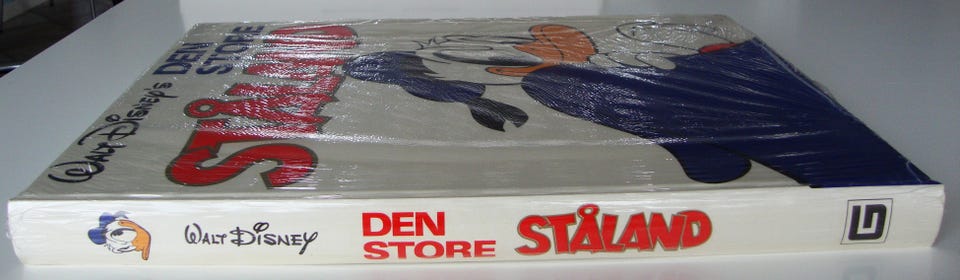 WALT DISNEY'S DEN
STORE
STÅLAND
WALT DISNEY
DEN
STORE
STÅLAND